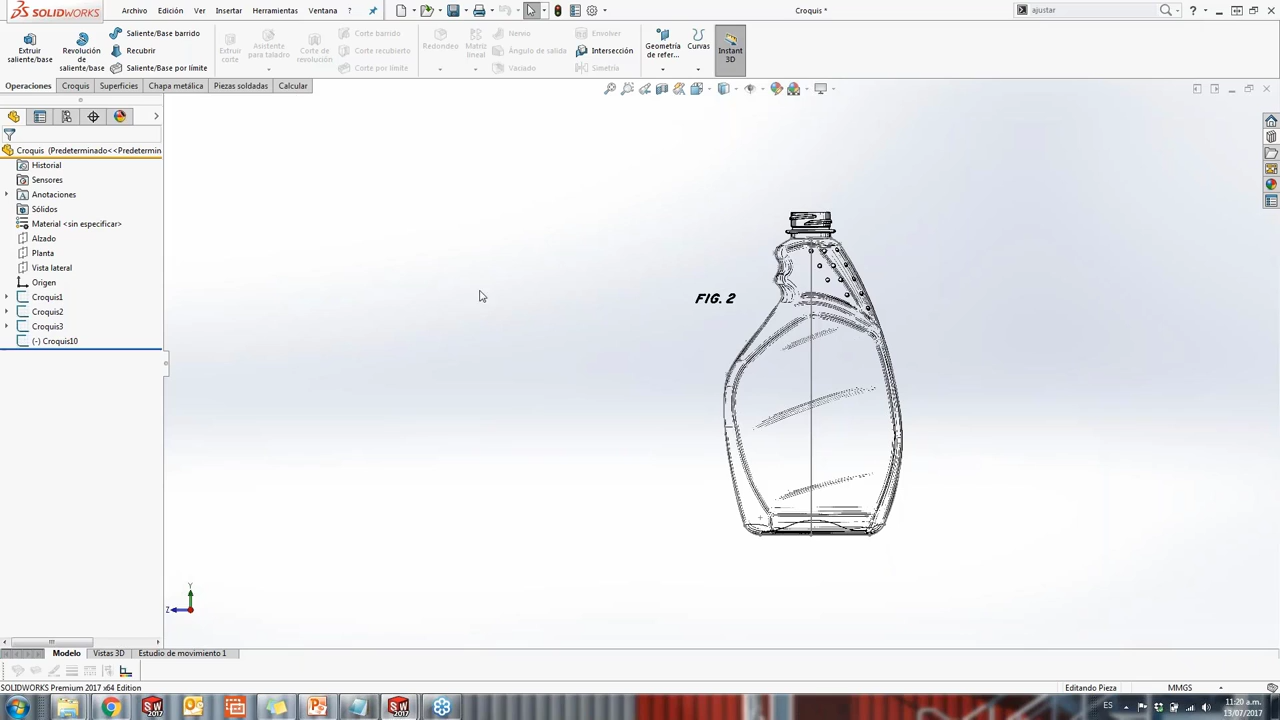 SOLIDWORKS
Archivo Edición Ver Insertar Herramientas Ventana ?
Croquis *
ajustar
Extruir saliente/base
Revolución de saliente/base
Saliente/Base barrido
Recubrir
Saliente/Base por límite
Extruir corte
Asistente para taladro
Corte de revolución
Corte barrido
Corte recubierto
Corte por límite
Redondeo
Matriz lineal
Nervio
Ángulo de salida
Vaciado
Envolver
Intersección
Simetría
Geometría de refer...
Curvas
Instant 3D
Operaciones Croquis Superficies Chapa metálica Piezas soldadas Calcular
Croquis (Predeterminado<<Predetermin
Historial
Sensores
Anotaciones
Sólidos
Material <sin especificar>
Alzado
Planta
Vista lateral
Origen
Croquis1
Croquis2
Croquis3
(-) Croquis10
FIG. 2
Y
Z
Modelo Vistas 3D Estudio de movimiento 1
SOLIDWORKS Premium 2017 x64 Edition
Editando Pieza
MMGS
ES
11:20 a.m.
13/07/2017